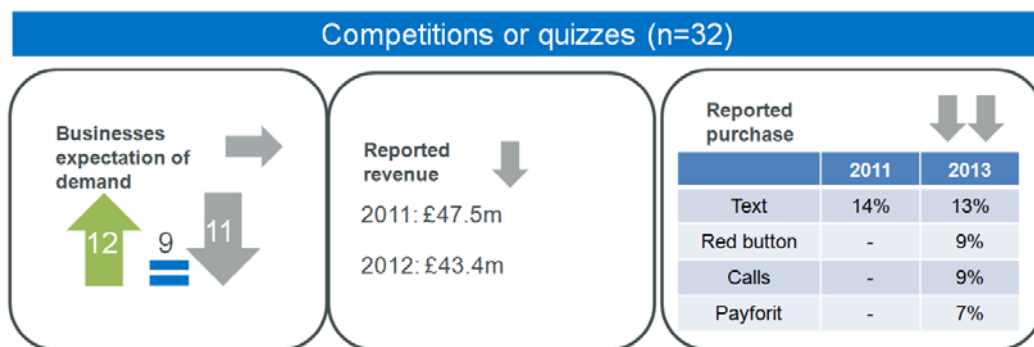 Competitions or quizzes (n=32)
Businesses
expectation of
demand
12
9
11
Reported
revenue
2011: £47.5m
2012: £43.4m
Reported
purchase
2011 2013
Text 14% 13%
Red button - 9%
Calls - 9%
Payforit - 7%